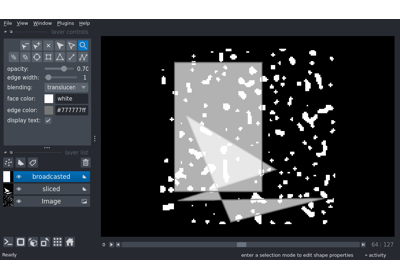 File View Window Plugins Help
layer controls
opacity: 0.70
edge width: 1
blending: translucen
face color: white
edge color: #777777ff
display text:
layer list
broadcasted
sliced
Image
0 64 127
Ready enter a selection mode to edit shape properties activity